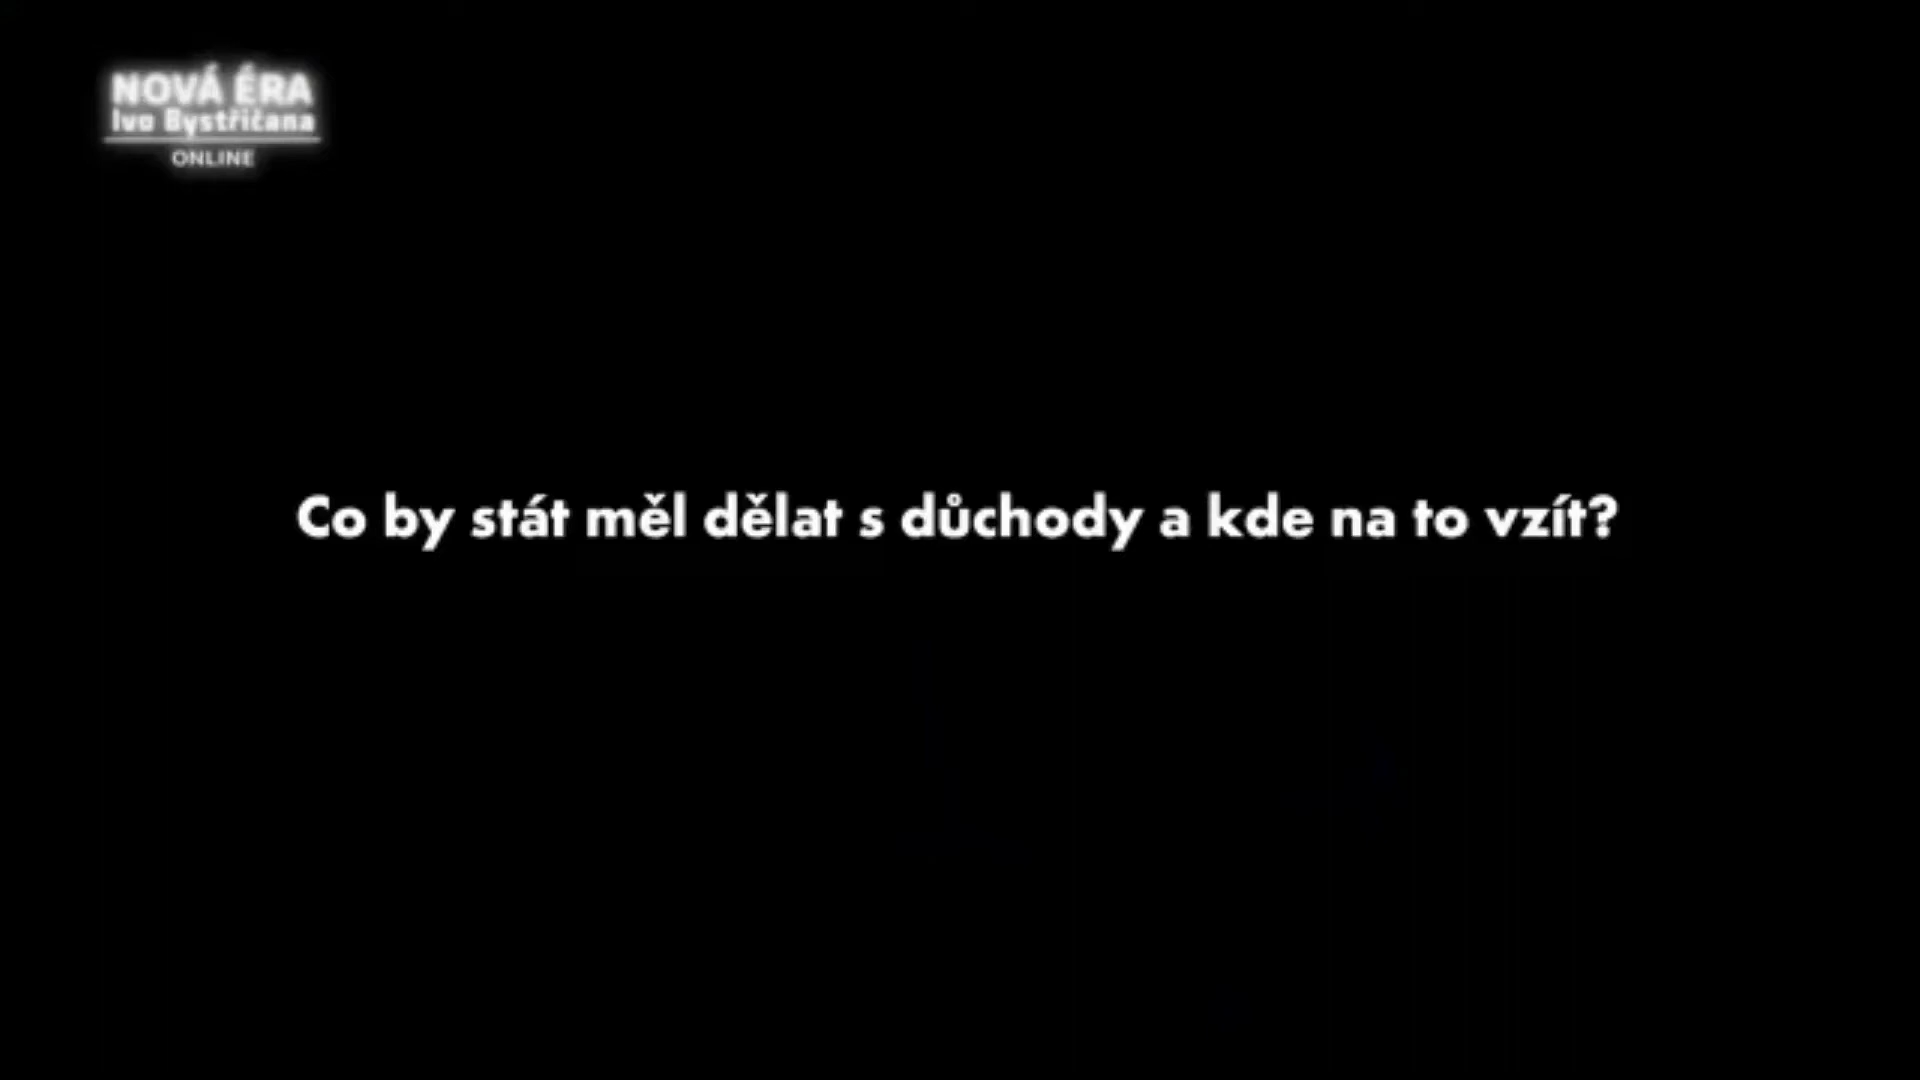 NOVÁ ÉRA
Ivo Bystřičana
ONLINE
Co by stát měl dělat s důchody a kde na to vzít?